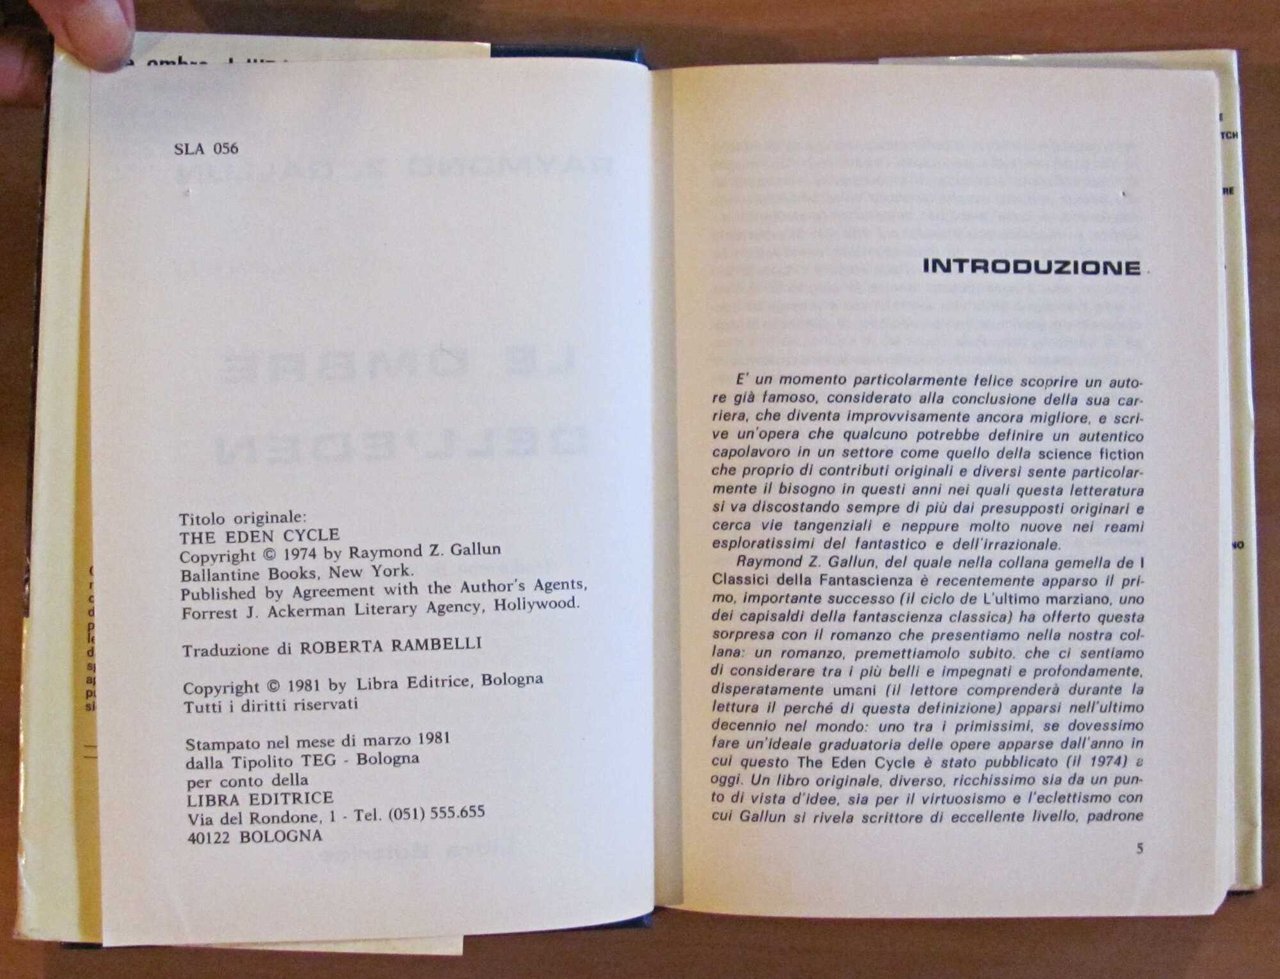 SLA 056
Titolo originale:
THE EDEN CYCLE
Copyright © 1974 by Raymond Z. Gallun
Ballantine Books, New York.
Published by Agreement with the Author's Agents,
Forrest J. Ackerman Literary Agency, Hollywood.
Traduzione di ROBERTA RAMBELLI
Copyright © 1981 by Libra Editrice, Bologna
Tutti i diritti riservati
Stampato nel mese di marzo 1981
dalla Tipolito TEG - Bologna
per conto della
LIBRA EDITRICE
Via del Rondone, 1 - Tel. (051) 555.655
40122 BOLOGNA
INTRODUZIONE
E' un momento particolarmente felice scoprire un auto-
re già famoso, considerato alla conclusione della sua car-
riera, che diventa improvvisamente ancora migliore, e scri-
ve un'opera che qualcuno potrebbe definire un autentico
capolavoro in un settore come quello della science fiction
che proprio di contributi originali e diversi sente particolar-
mente il bisogno in questi anni nei quali questa letteratura
si va discostando sempre di più dai presupposti originari e
cerca vie tangenziali e neppure molto nuove nei reami
esploratissimi del fantastico e dell'irrazionale.
Raymond Z. Gallun, del quale nella collana gemella de I
Classici della Fantascienza è recentemente apparso il pri-
mo, importante successo (il ciclo de L'ultimo marziano, uno
dei capisaldi della fantascienza classica) ha offerto questa
sorpresa con il romanzo che presentiamo nella nostra col-
lana: un romanzo, premettiamolo subito. che ci sentiamo
di considerare tra i più belli e impegnati e profondamente,
disperatamente umani (il lettore comprenderà durante la
lettura il perché di questa definizione) apparsi nell'ultimo
decennio nel mondo: uno tra i primissimi, se dovessimo
fare un'ideale graduatoria delle opere apparse dall'anno in
cui questo The Eden Cycle è stato pubblicato (il 1974) a
oggi. Un libro originale, diverso, ricchissimo sia da un pun-
to di vista d'idee, sia per il virtuosismo e l'eclettismo con
cui Gallun si rivela scrittore di eccellente livello, padrone
5